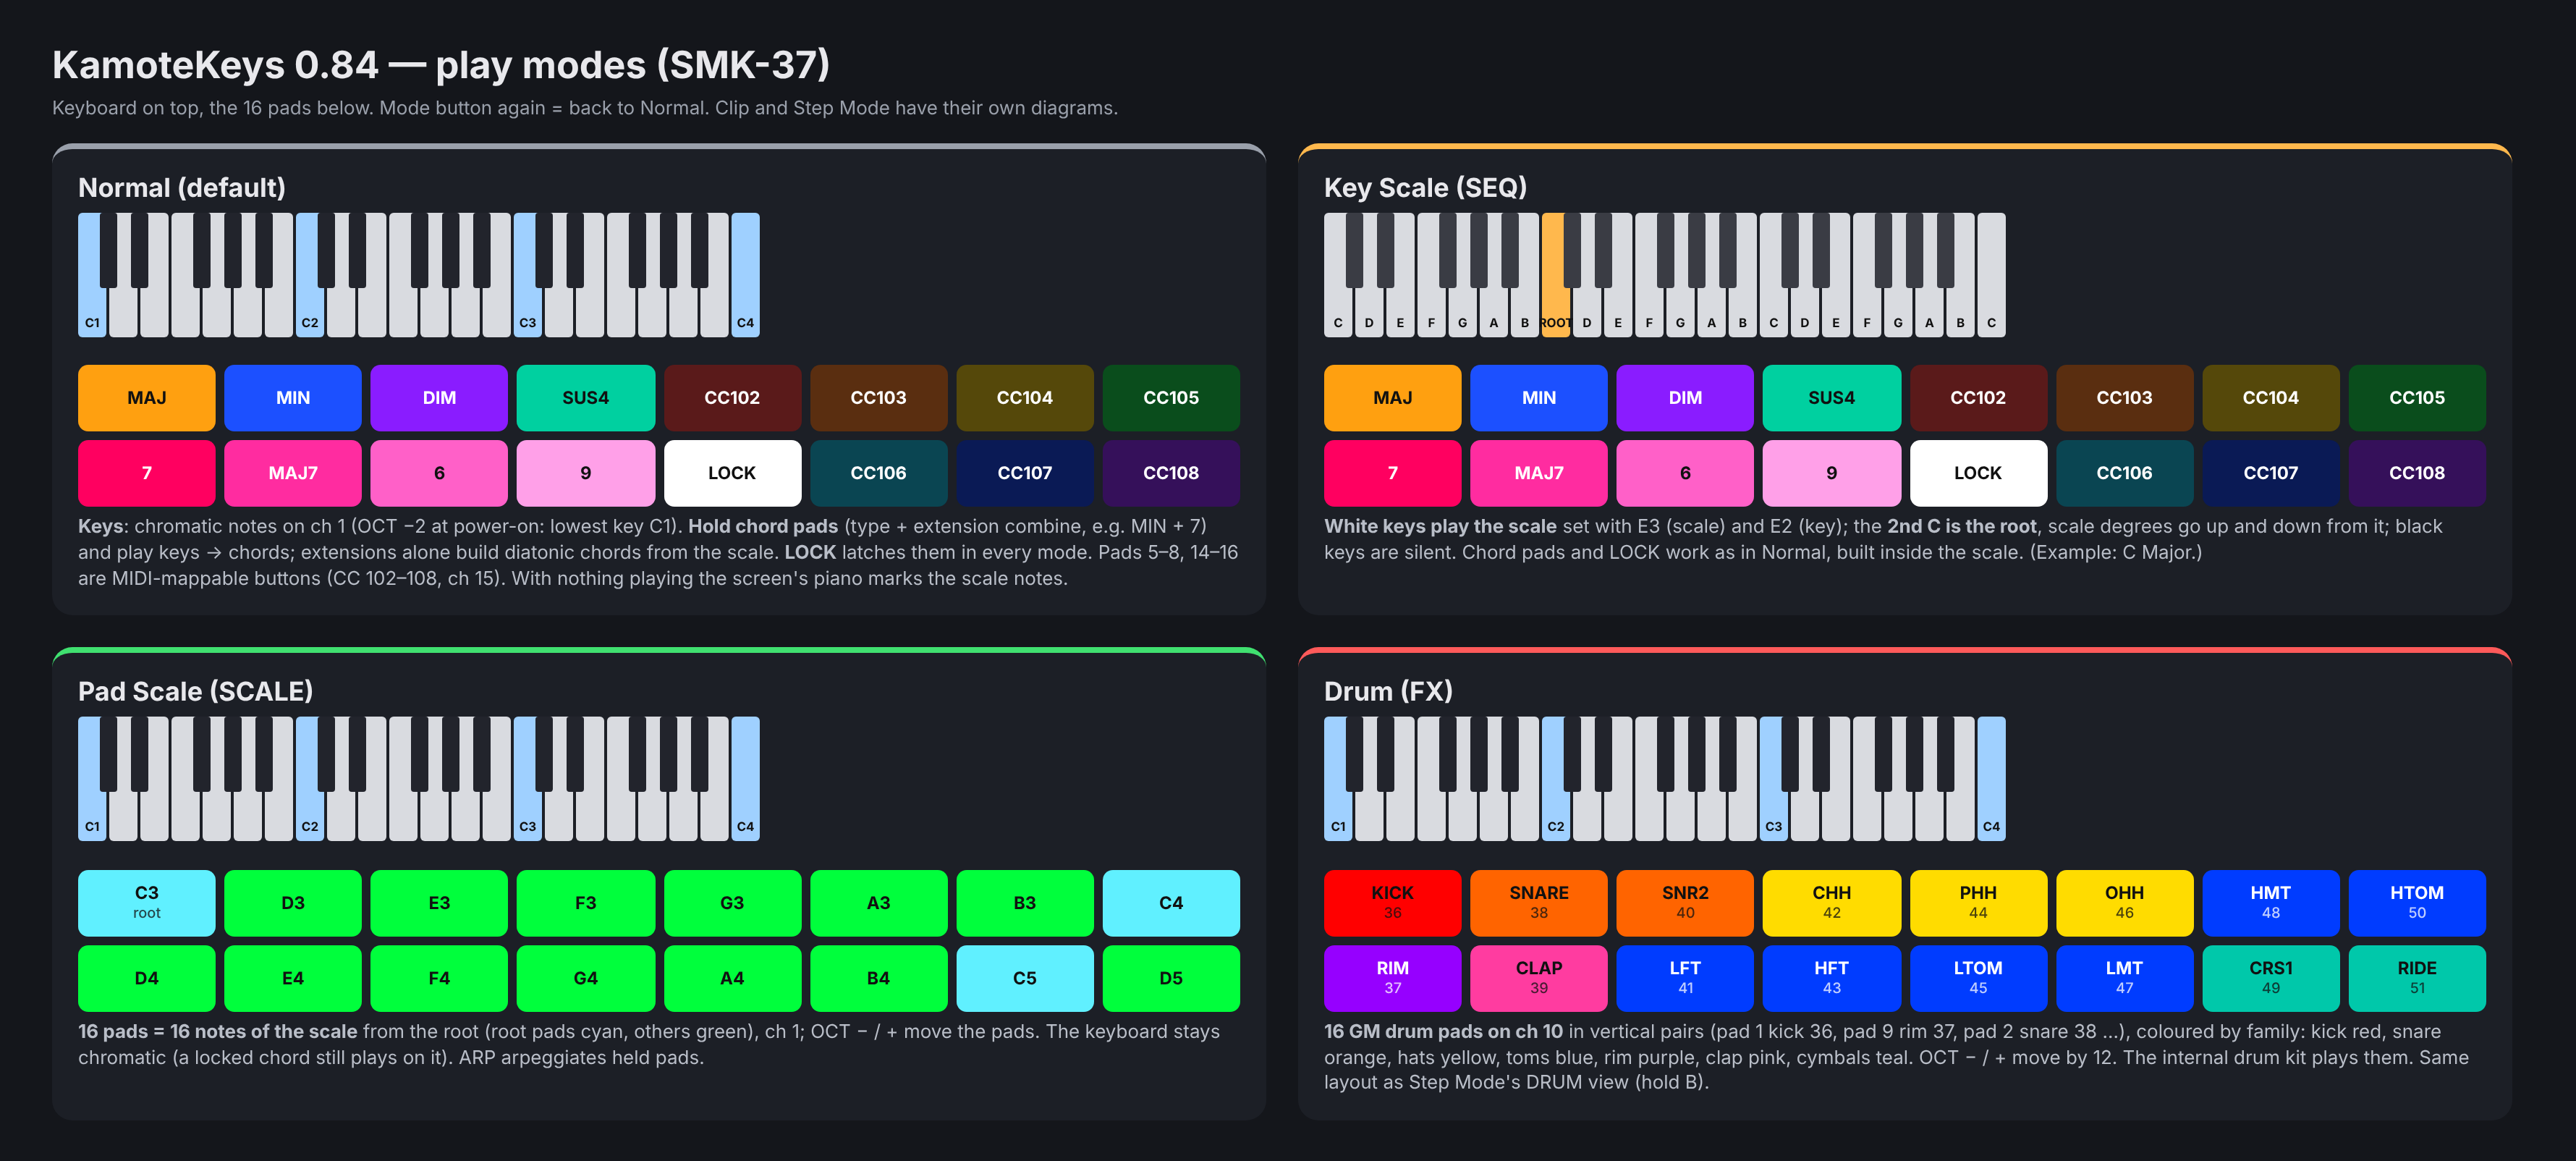 KamoteKeys 0.84 — play modes (SMK-37)
Keyboard on top, the 16 pads below. Mode button again = back to Normal. Clip and Step Mode have their own diagrams.
Normal (default)
C1 C2 C3 C4
MAJ MIN DIM SUS4 CC102 CC103 CC104 CC105
7 MAJ7 6 9 LOCK CC106 CC107 CC108
Keys: chromatic notes on ch 1 (OCT −2 at power-on: lowest key C1). Hold chord pads (type + extension combine, e.g. MIN + 7)
and play keys → chords; extensions alone build diatonic chords from the scale. LOCK latches them in every mode. Pads 5–8, 14–16
are MIDI-mappable buttons (CC 102–108, ch 15). With nothing playing the screen's piano marks the scale notes.
Key Scale (SEQ)
C D E F G A B ROOT D E F G A B C D E F G A B C
MAJ MIN DIM SUS4 CC102 CC103 CC104 CC105
7 MAJ7 6 9 LOCK CC106 CC107 CC108
White keys play the scale set with E3 (scale) and E2 (key); the 2nd C is the root, scale degrees go up and down from it; black
keys are silent. Chord pads and LOCK work as in Normal, built inside the scale. (Example: C Major.)
Pad Scale (SCALE)
C1 C2 C3 C4
C3 D3 E3 F3 G3 A3 B3 C4
root
D4 E4 F4 G4 A4 B4 C5 D5
16 pads = 16 notes of the scale from the root (root pads cyan, others green), ch 1; OCT − / + move the pads. The keyboard stays
chromatic (a locked chord still plays on it). ARP arpeggiates held pads.
Drum (FX)
C1 C2 C3 C4
KICK SNARE SNR2 CHH PHH OHH HMT HTOM
36 38 40 42 44 46 48 50
RIM CLAP LFT HFT LTOM LMT CRS1 RIDE
37 39 41 43 45 47 49 51
16 GM drum pads on ch 10 in vertical pairs (pad 1 kick 36, pad 9 rim 37, pad 2 snare 38 …), coloured by family: kick red, snare
orange, hats yellow, toms blue, rim purple, clap pink, cymbals teal. OCT − / + move by 12. The internal drum kit plays them. Same
layout as Step Mode's DRUM view (hold B).